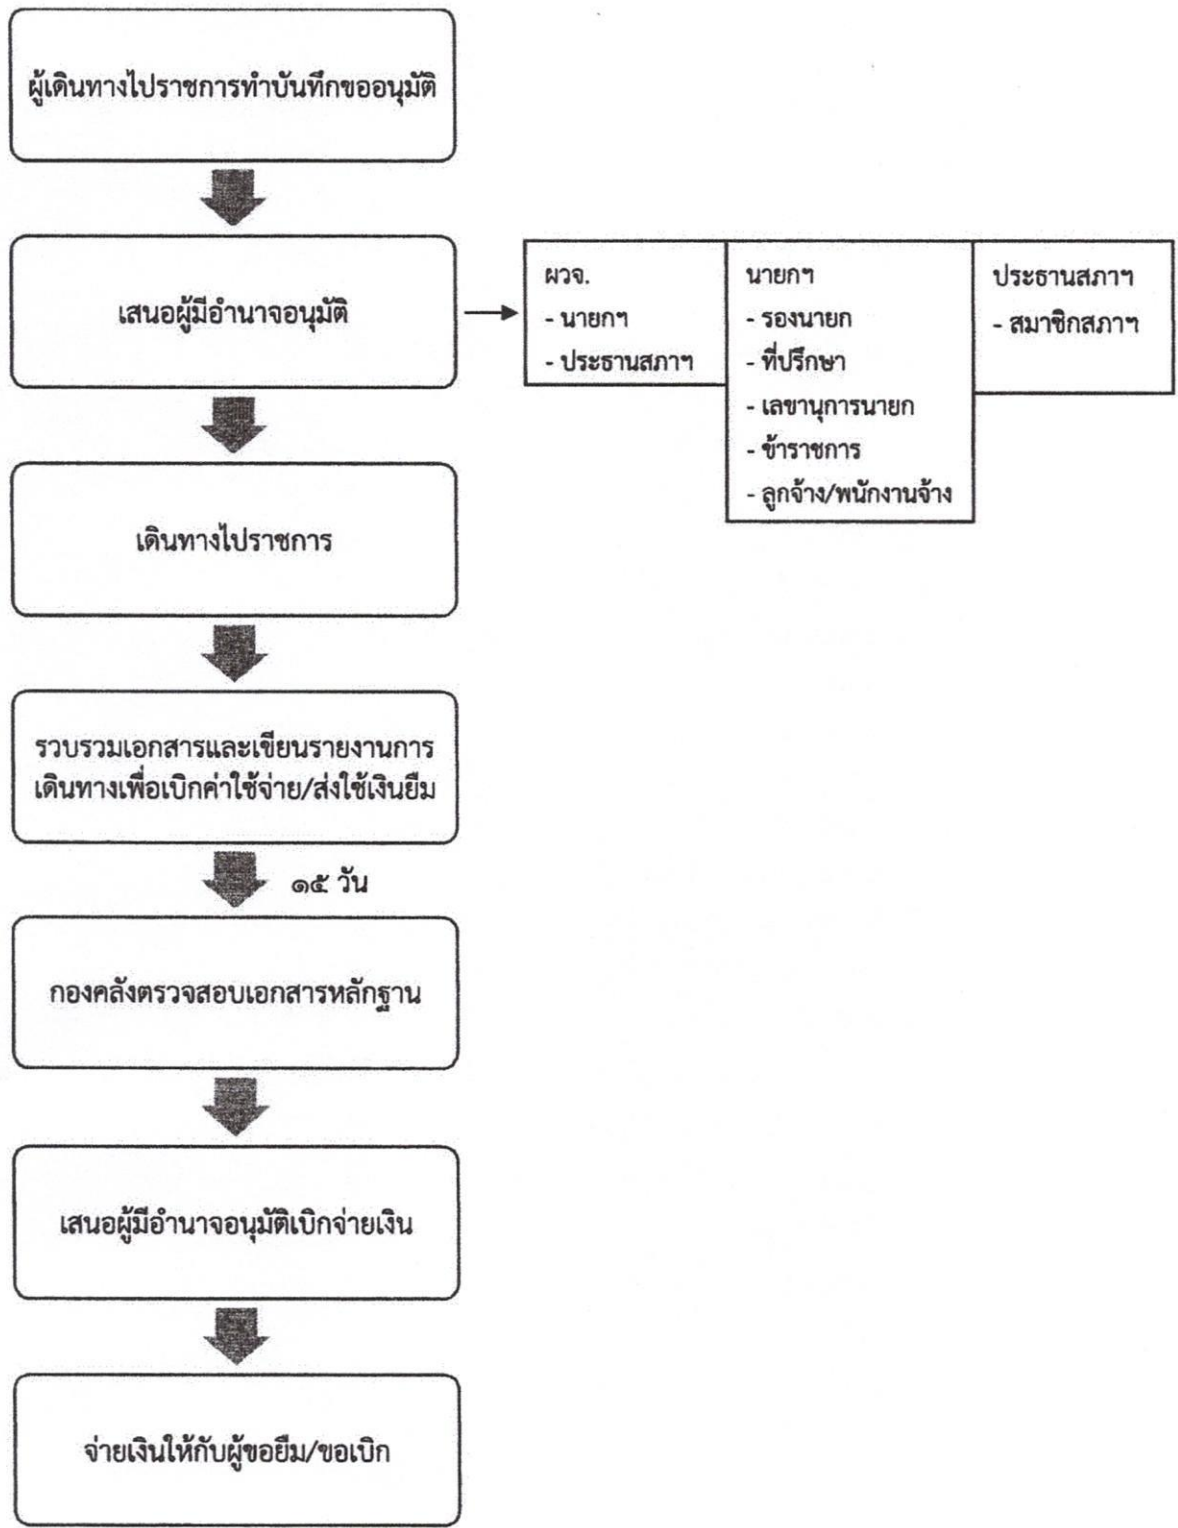 ผู้เดินทางไปราชการทำบันทึกขออนุมัติ
เสนอผู้มีอำนาจอนุมัติ
ผวจ.
- นายกฯ
- ประธานสภาฯ
นายกฯ
- รองนายก
- ที่ปรึกษา
- เลขานุการนายก
- ข้าราชการ
- ลูกจ้าง/พนักงานจ้าง
ประธานสภาฯ
- สมาชิกสภาฯ
เดินทางไปราชการ
รวบรวมเอกสารและเขียนรายงานการ
เดินทางเพื่อเบิกค่าใช้จ่าย/ส่งใช้เงินยืม
๑๕ วัน
กองคลังตรวจสอบเอกสารหลักฐาน
เสนอผู้มีอำนาจอนุมัติเบิกจ่ายเงิน
จ่ายเงินให้กับผู้ขอยืม/ขอเบิก